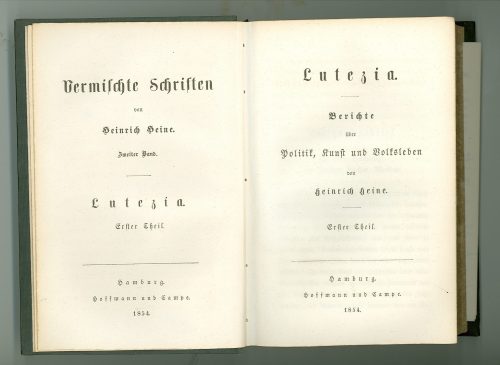 Vermischte Schriften
von
Heinrich Heine.
Zweiter Band.
Lutezia.
Erster Theil.
Hamburg.
Hoffmann und Campe.
1854.
Lutezia.
Berichte
über
Politik, Kunst und Volksleben
von
Heinrich Heine.
Erster Theil.
Hamburg.
Hoffmann und Campe.
1854.